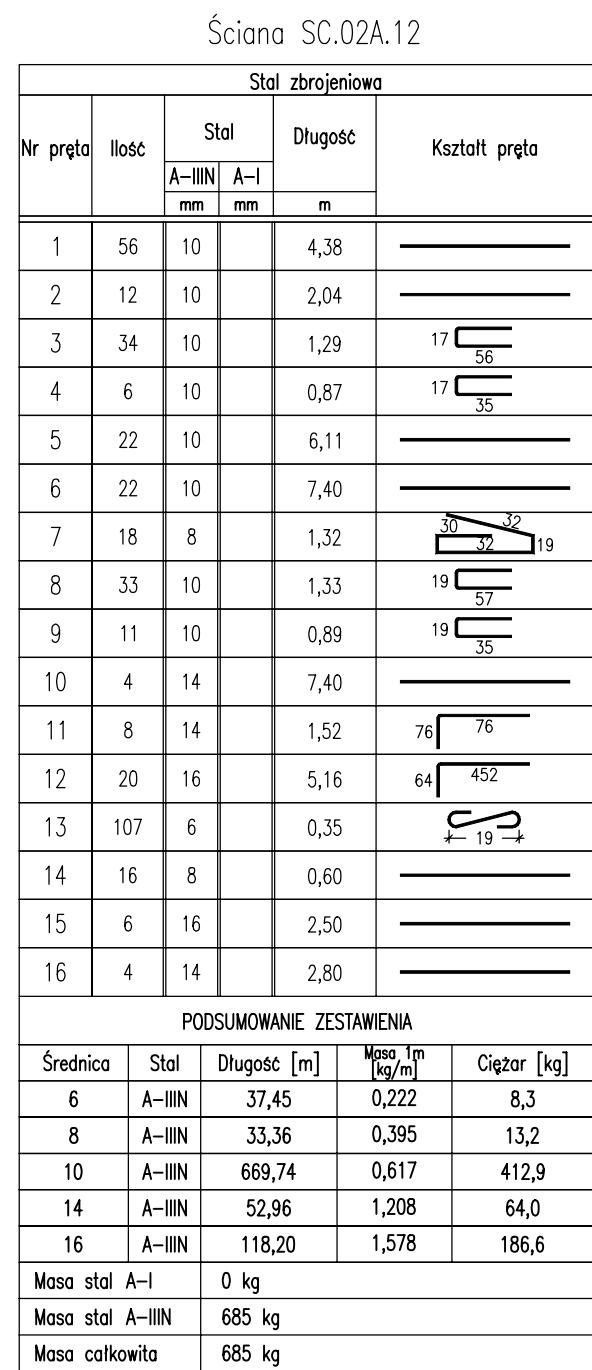 Ściana SC.02A.12
Stal zbrojeniowa
Nr pręta Ilość Stal Długość Kształt pręta
A-IIIN A-I
mm mm m
1 56 10 4,38
2 12 10 2,04
3 34 10 1,29 17 56
4 6 10 0,87 17 35
5 22 10 6,11
6 22 10 7,40
7 18 8 1,32 30 32 32 19
8 33 10 1,33 19 57
9 11 10 0,89 19 35
10 4 14 7,40
11 8 14 1,52 76 76
12 20 16 5,16 64 452
13 107 6 0,35 19
14 16 8 0,60
15 6 16 2,50
16 4 14 2,80
PODSUMOWANIE ZESTAWIENIA
Średnica Stal Długość [m] Masa 1m [kg/m] Ciężar [kg]
6 A-IIIN 37,45 0,222 8,3
8 A-IIIN 33,36 0,395 13,2
10 A-IIIN 669,74 0,617 412,9
14 A-IIIN 52,96 1,208 64,0
16 A-IIIN 118,20 1,578 186,6
Masa stal A-I 0 kg
Masa stal A-IIIN 685 kg
Masa całkowita 685 kg